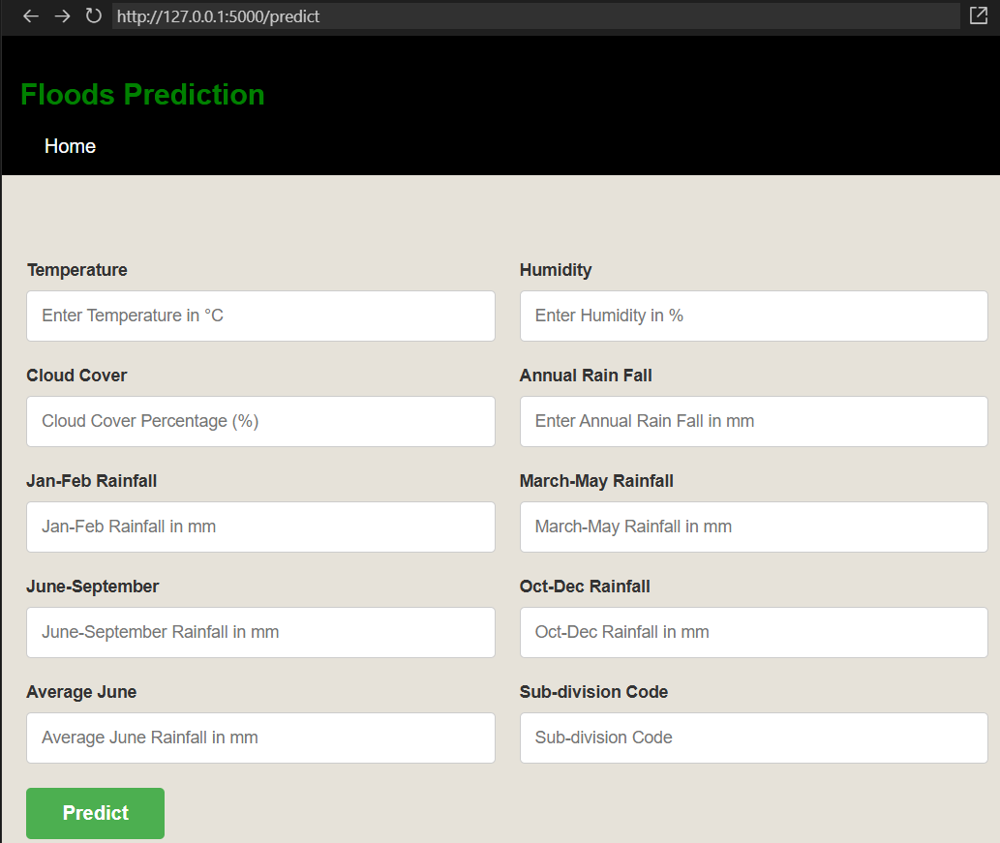 http://127.0.0.1:5000/predict
Floods Prediction
Home
Temperature
Humidity
Enter Temperature in °C
Enter Humidity in %
Cloud Cover
Annual Rain Fall
Cloud Cover Percentage (%)
Enter Annual Rain Fall in mm
Jan-Feb Rainfall
March-May Rainfall
Jan-Feb Rainfall in mm
March-May Rainfall in mm
June-September
Oct-Dec Rainfall
June-September Rainfall in mm
Oct-Dec Rainfall in mm
Average June
Sub-division Code
Average June Rainfall in mm
Sub-division Code
Predict